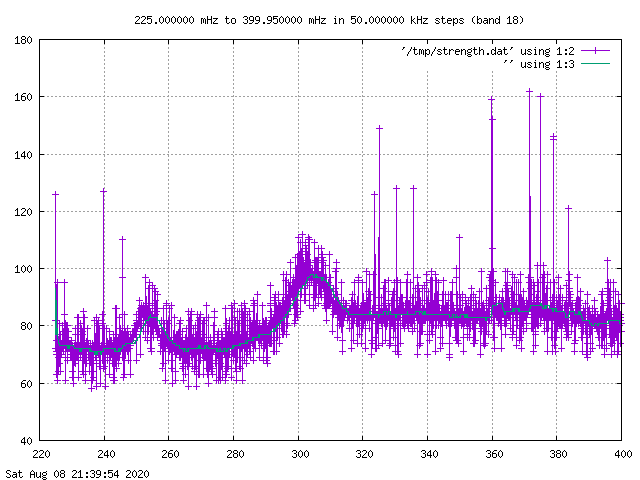 225.000000 mHz to 399.950000 mHz in 50.000000 kHz steps (band 18)
'/tmp/strength.dat' using 1:2
'' using 1:3
180
160
140
120
100
80
60
40
220 240 260 280 300 320 340 360 380 400
Sat Aug 08 21:39:54 2020